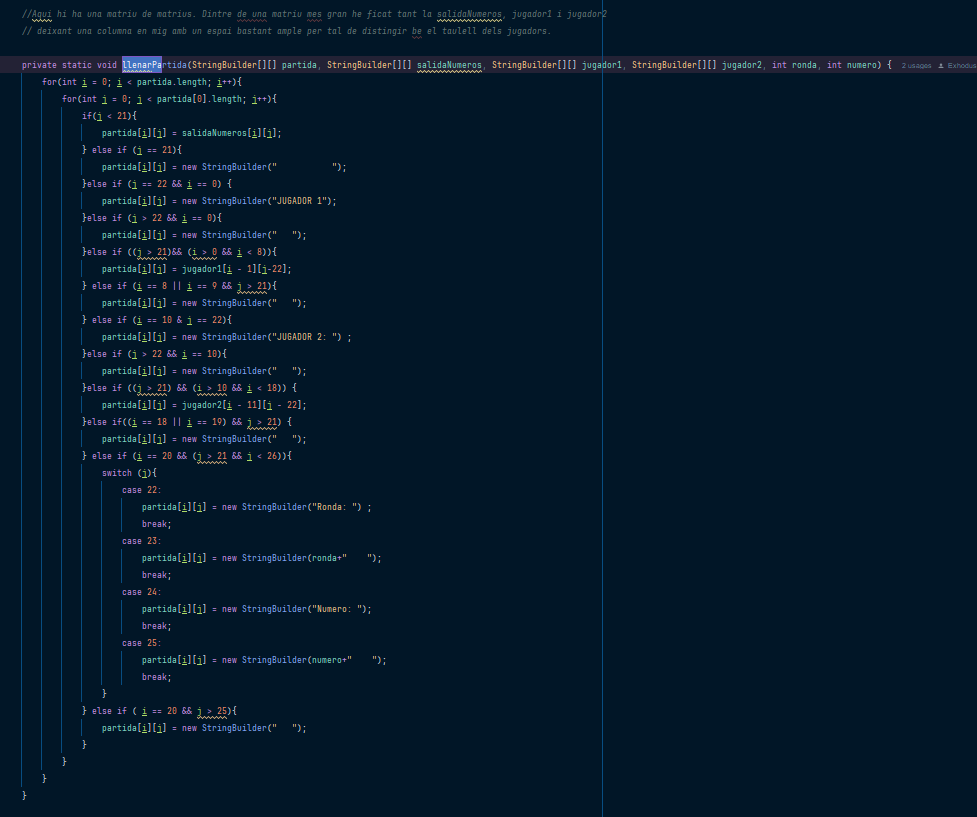 //Aqui hi ha una matriu de matrius. Dintre de una matriu mes gran he ficat tant la salidaNumeros, jugador1 i jugador2
// deixant una columna en mig amb un espai bastant ample per tal de distingir be el taulell dels jugadors.
private static void llenarPartida(StringBuilder[][] partida, StringBuilder[][] salidaNumeros, StringBuilder[][] jugador1, StringBuilder[][] jugador2, int ronda, int numero) { 2 usages Exhodus
for(int i = 0; i < partida.length; i++){
for(int j = 0; j < partida[0].length; j++){
if(j < 21){
partida[i][j] = salidaNumeros[i][j];
} else if (j == 21){
partida[i][j] = new StringBuilder("           ");
}else if (j == 22 && i == 0) {
partida[i][j] = new StringBuilder("JUGADOR 1");
}else if (j > 22 && i == 0){
partida[i][j] = new StringBuilder("   ");
}else if ((j > 21)&& (i > 0 && i < 8)){
partida[i][j] = jugador1[i - 1][j-22];
} else if (i == 8 || i == 9 && j > 21){
partida[i][j] = new StringBuilder("   ");
} else if (i == 10 & j == 22){
partida[i][j] = new StringBuilder("JUGADOR 2: ") ;
}else if (j > 22 && i == 10){
partida[i][j] = new StringBuilder("   ");
}else if ((j > 21) && (i > 10 && i < 18)) {
partida[i][j] = jugador2[i - 11][j - 22];
}else if((i == 18 || i == 19) && j > 21) {
partida[i][j] = new StringBuilder("   ");
} else if (i == 20 && (j > 21 && j < 26)){
switch (j){
case 22:
partida[i][j] = new StringBuilder("Ronda: ") ;
break;
case 23:
partida[i][j] = new StringBuilder(ronda+"    ");
break;
case 24:
partida[i][j] = new StringBuilder("Numero: ");
break;
case 25:
partida[i][j] = new StringBuilder(numero+"    ");
break;
}
} else if ( i == 20 && j > 25){
partida[i][j] = new StringBuilder("   ");
}
}
}
}